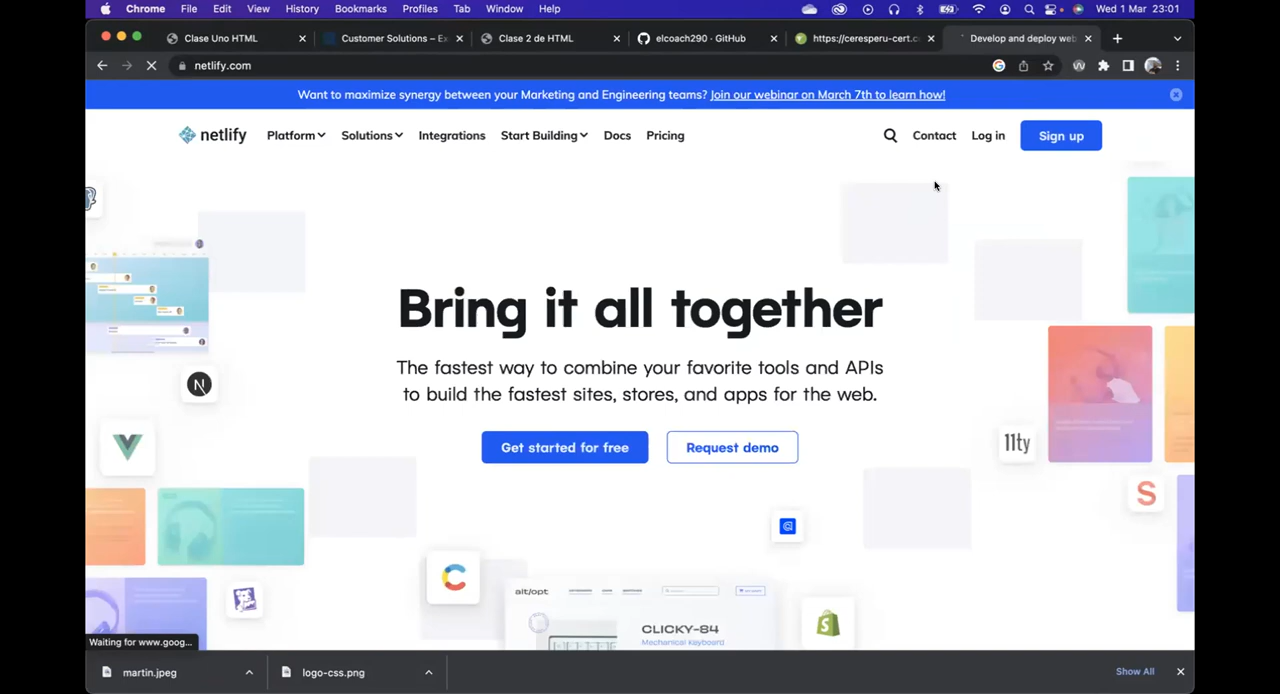 Chrome File Edit View History Bookmarks Profiles Tab Window Help Wed 1 Mar 23:01
Clase Uno HTML
Customer Solutions – Ex
Clase 2 de HTML
elcoach290 · GitHub
https://ceresperu-cert.c
Develop and deploy web
netlify.com
Want to maximize synergy between your Marketing and Engineering teams? Join our webinar on March 7th to learn how!
netlify Platform Solutions Integrations Start Building Docs Pricing Contact Log in Sign up
Bring it all together
The fastest way to combine your favorite tools and APIs
to build the fastest sites, stores, and apps for the web.
Get started for free
Request demo
N
11ty
S
alt/opt
CLICKY-84
Mechanical Keyboard
Waiting for www.goog...
martin.jpeg
logo-css.png
Show All